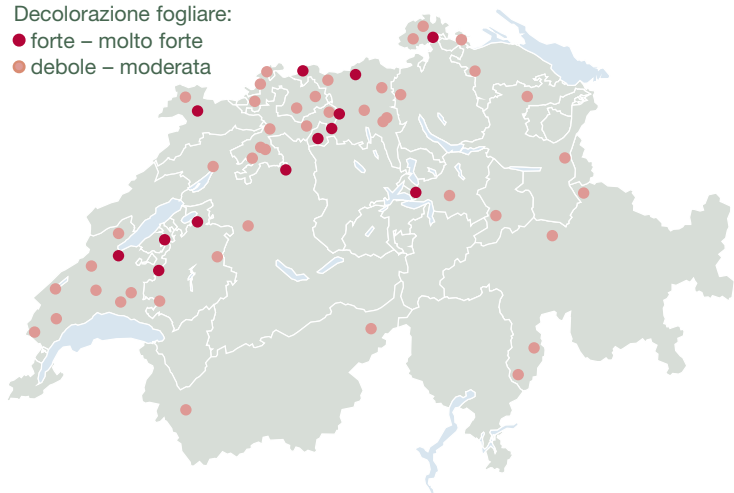 Decolorazione fogliare:
forte – molto forte
debole – moderata